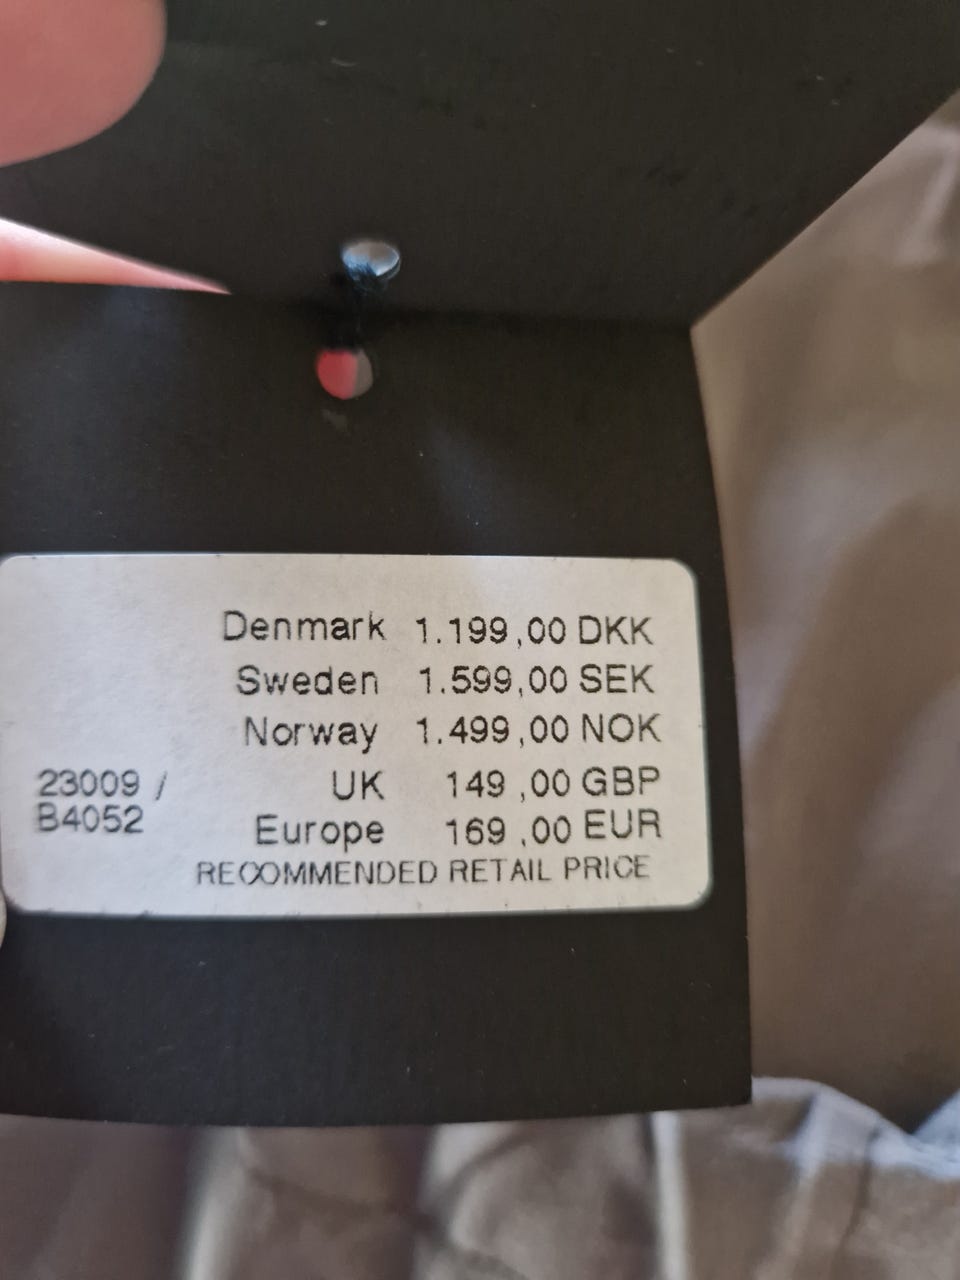 Denmark 1.199,00 DKK
Sweden 1.599,00 SEK
Norway 1.499,00 NOK
23009 / UK 149,00 GBP
B4052 Europe 169,00 EUR
RECOMMENDED RETAIL PRICE